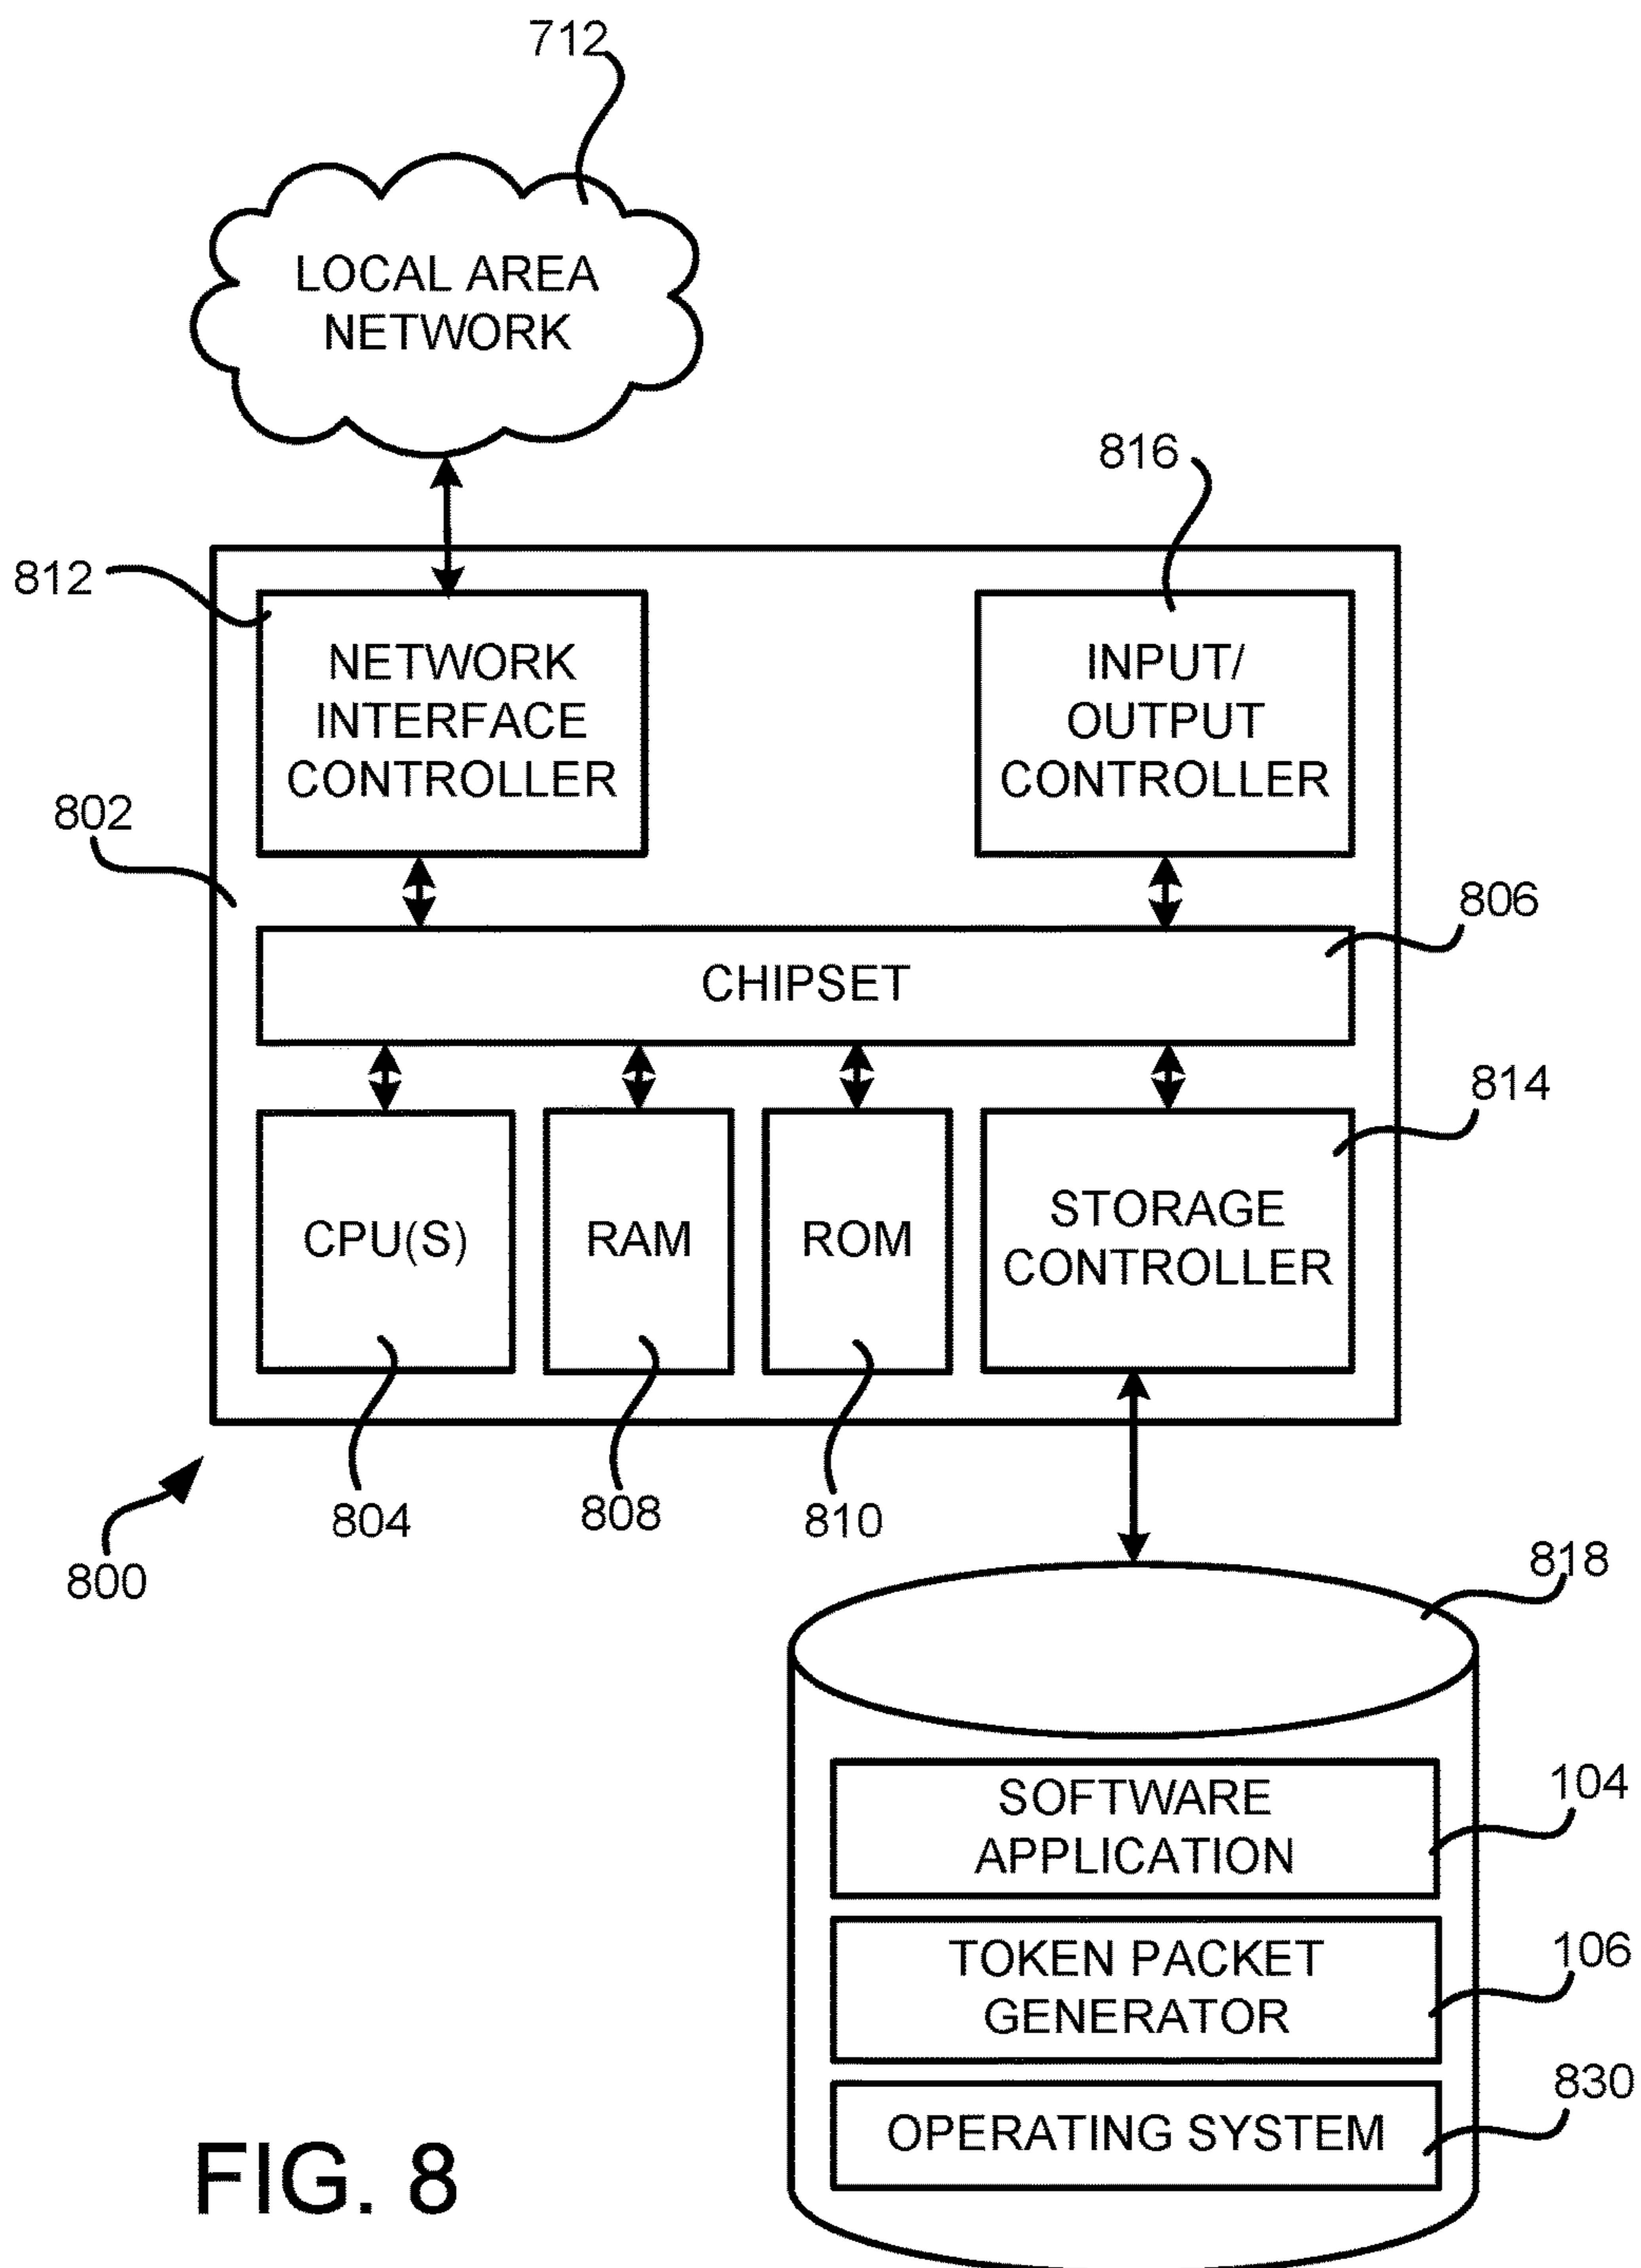 712
LOCAL AREA
NETWORK
816
812
NETWORK
INTERFACE
CONTROLLER
INPUT/
OUTPUT
CONTROLLER
802
806
CHIPSET
814
CPU(S)
RAM
ROM
STORAGE
CONTROLLER
804
808
810
800
818
SOFTWARE
APPLICATION
104
TOKEN PACKET
GENERATOR
106
OPERATING SYSTEM
830
FIG. 8